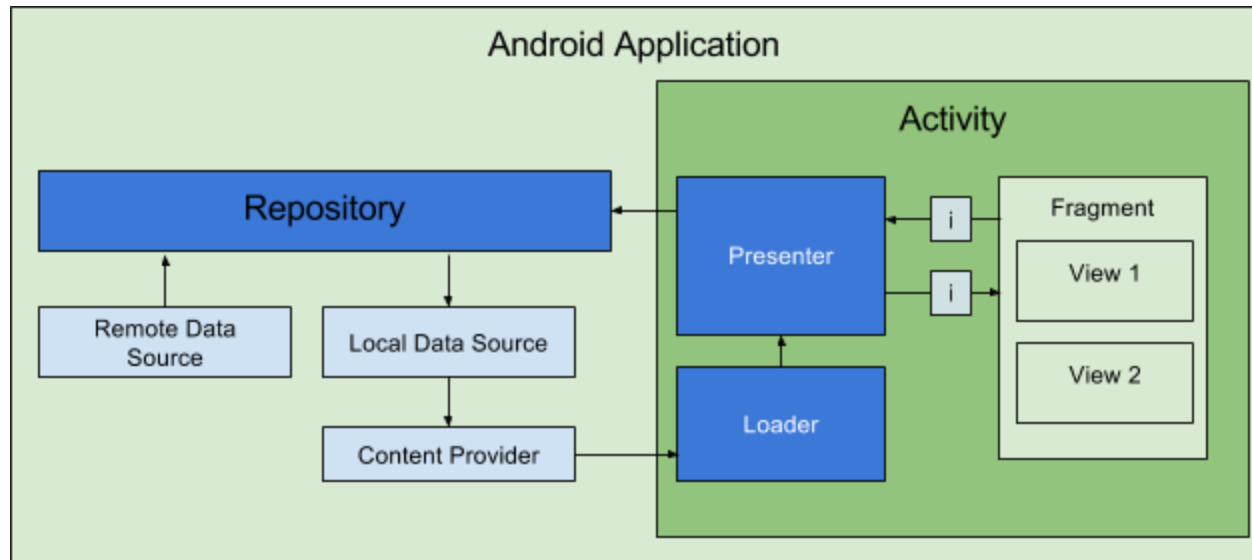 Android Application
Activity
Repository
Presenter
i
i
Fragment
View 1
View 2
Remote Data
Source
Local Data Source
Content Provider
Loader